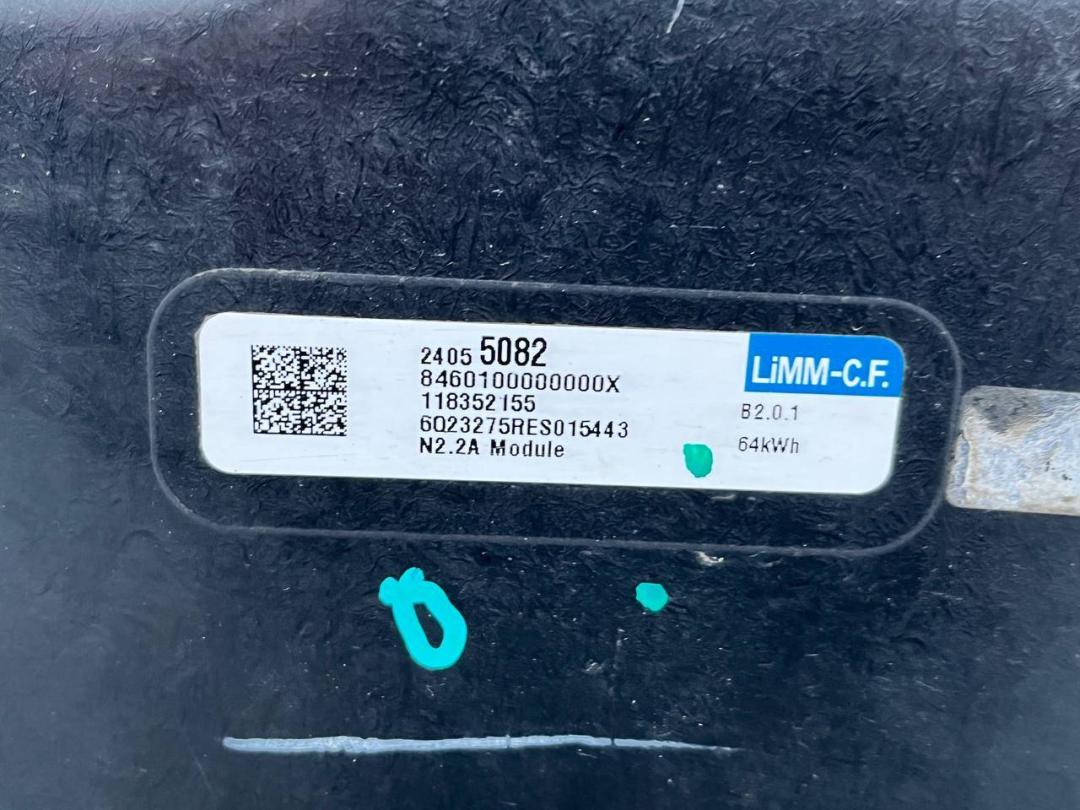 2405 5082
8460100000000X
118352155
6Q23275RES015443
N2.2A Module
LiMM-C.F.
B2.0.1
64kWh